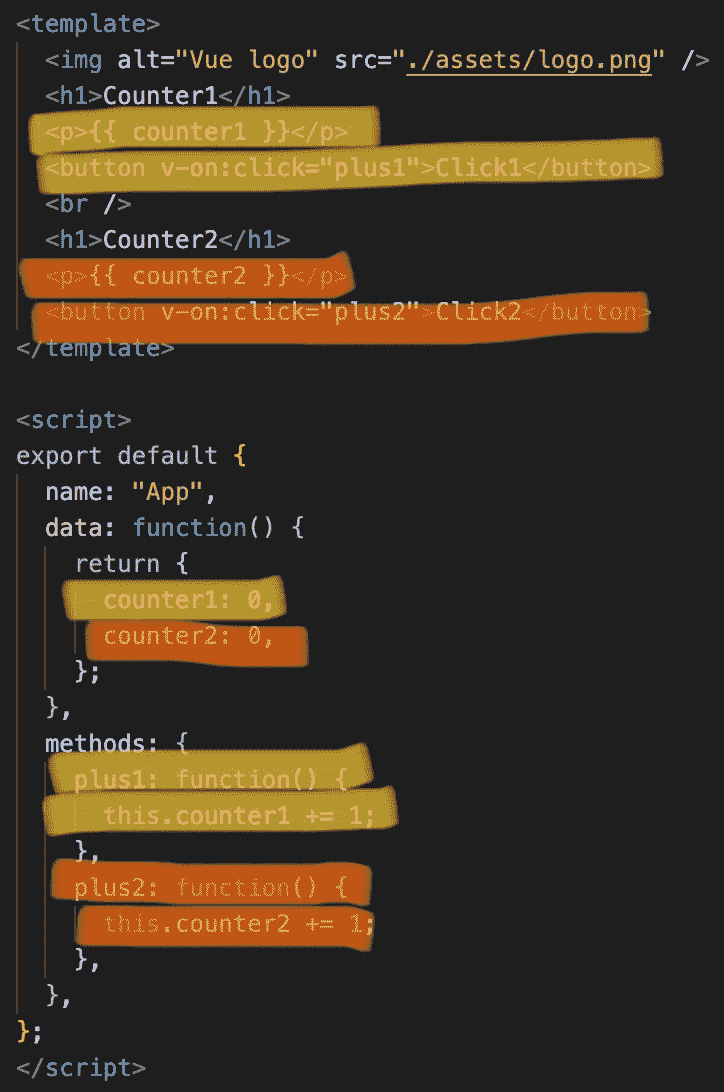 <template>
<img alt="Vue logo" src="./assets/logo.png" />
<h1>Counter1</h1>
<p>{{ counter1 }}</p>
<button v-on:click="plus1">Click1</button>
<br />
<h1>Counter2</h1>
<p>{{ counter2 }}</p>
<button v-on:click="plus2">Click2</button>
</template>
<script>
export default {
name: "App",
data: function() {
return {
counter1: 0,
counter2: 0,
};
},
methods: {
plus1: function() {
this.counter1 += 1;
},
plus2: function() {
this.counter2 += 1;
},
},
};
</script>